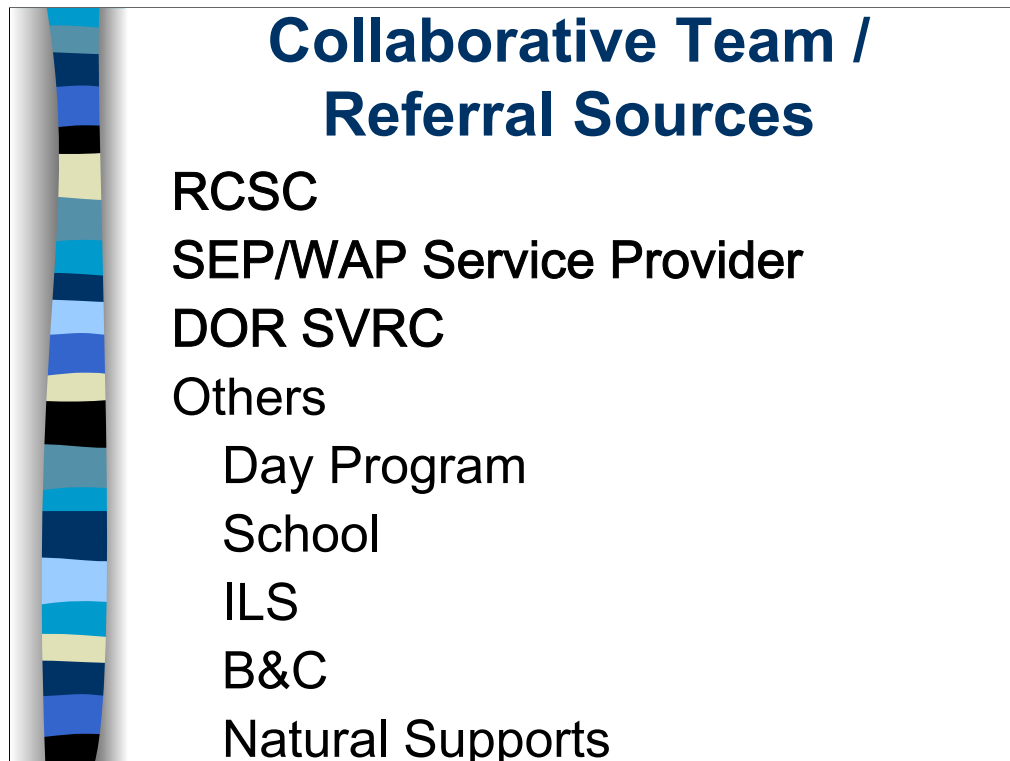 Collaborative Team /
Referral Sources
RCSC
SEP/WAP Service Provider
DOR SVRC
Others
Day Program
School
ILS
B&C
Natural Supports